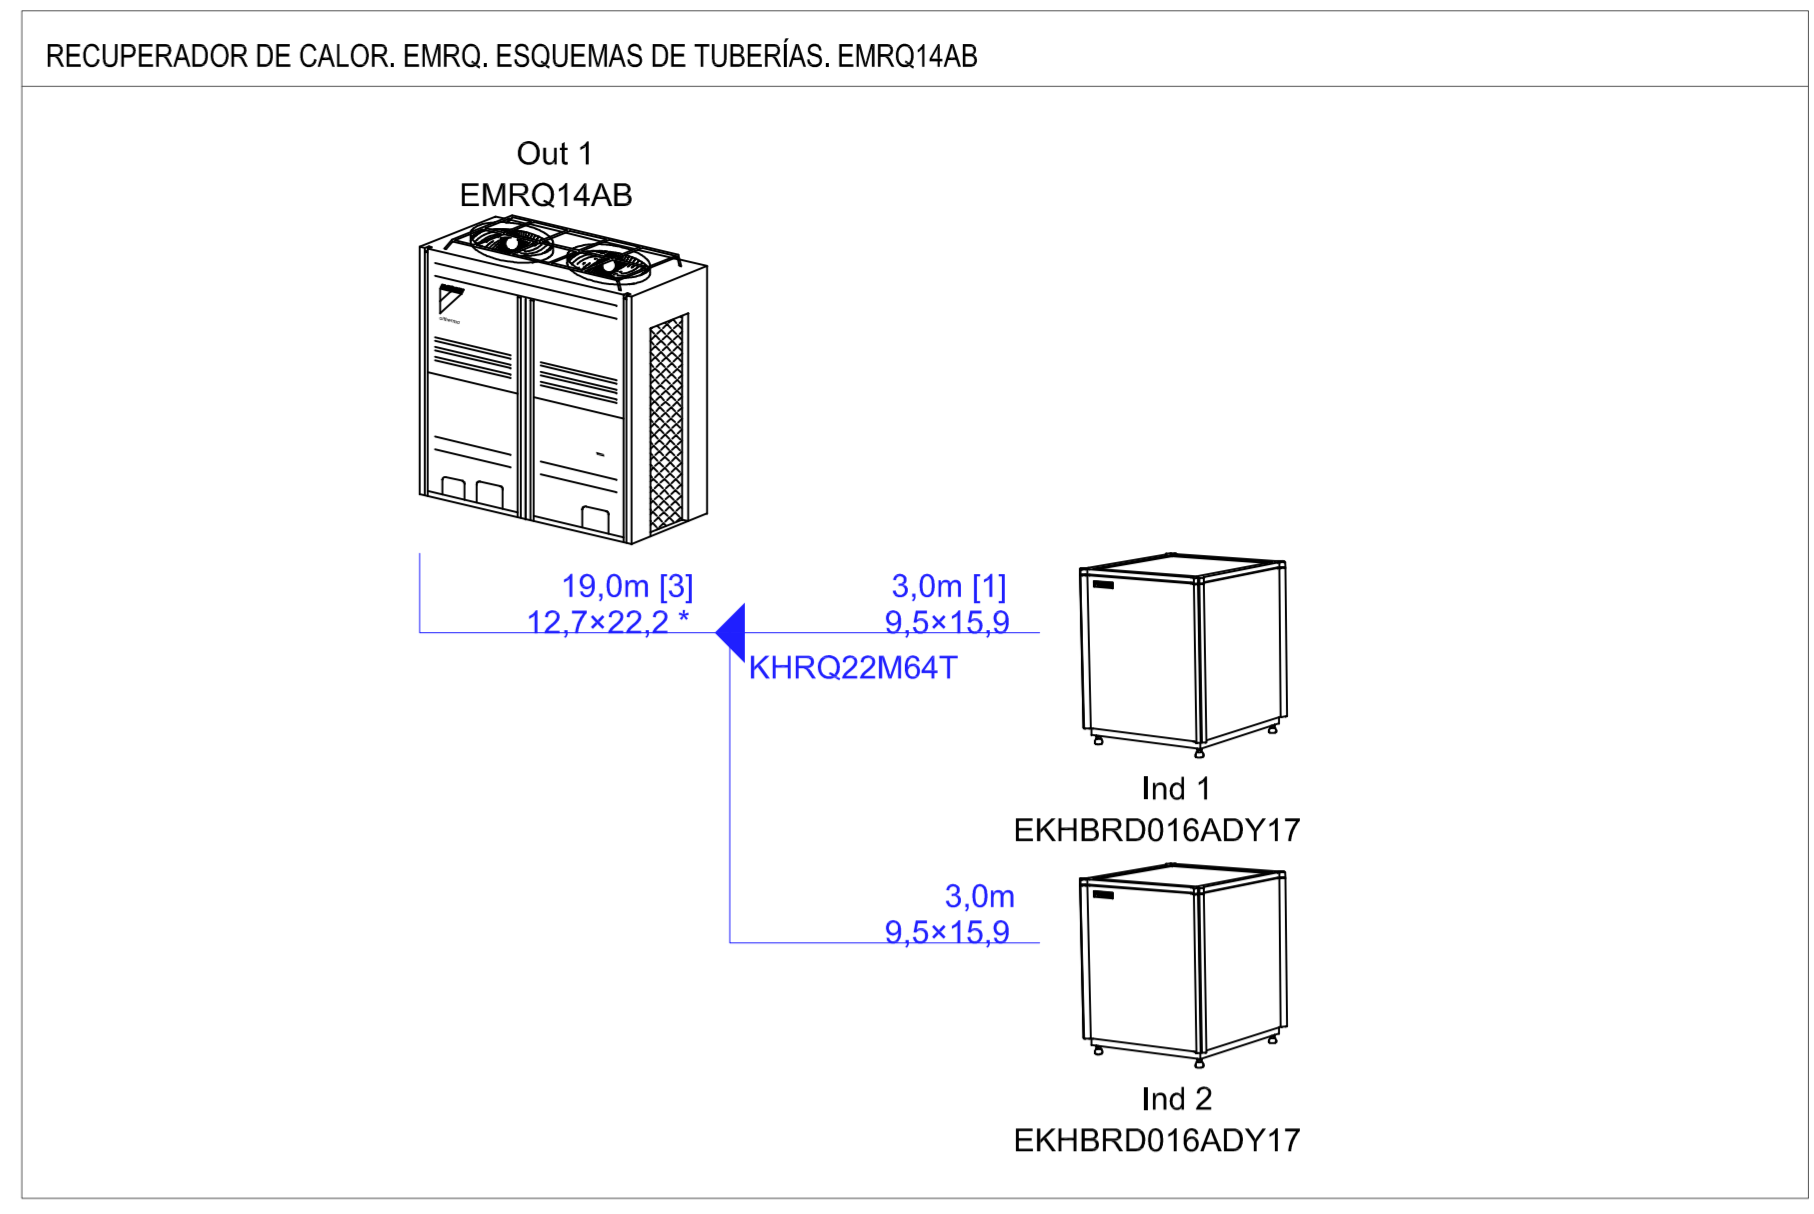 RECUPERADOR DE CALOR. EMRQ. ESQUEMAS DE TUBERÍAS. EMRQ14AB
Out 1
EMRQ14AB
19,0m [3]
12,7×22,2 *
3,0m [1]
9,5×15,9
KHRQ22M64T
Ind 1
EKHBRD016ADY17
3,0m
9,5×15,9
Ind 2
EKHBRD016ADY17